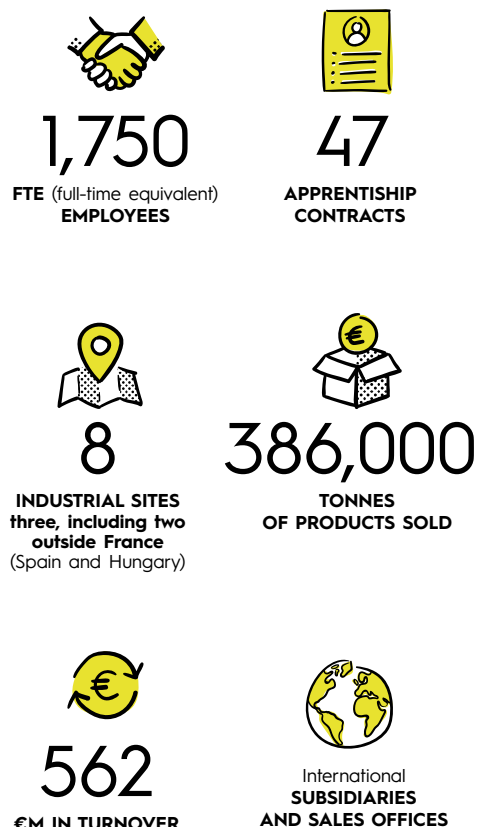 1,750
FTE (full-time equivalent)
EMPLOYEES
47
APPRENTISHIP
CONTRACTS
8
INDUSTRIAL SITES
three, including two
outside France
(Spain and Hungary)
€
386,000
TONNES
OF PRODUCTS SOLD
€
562
€M IN TURNOVER
International
SUBSIDIARIES
AND SALES OFFICES